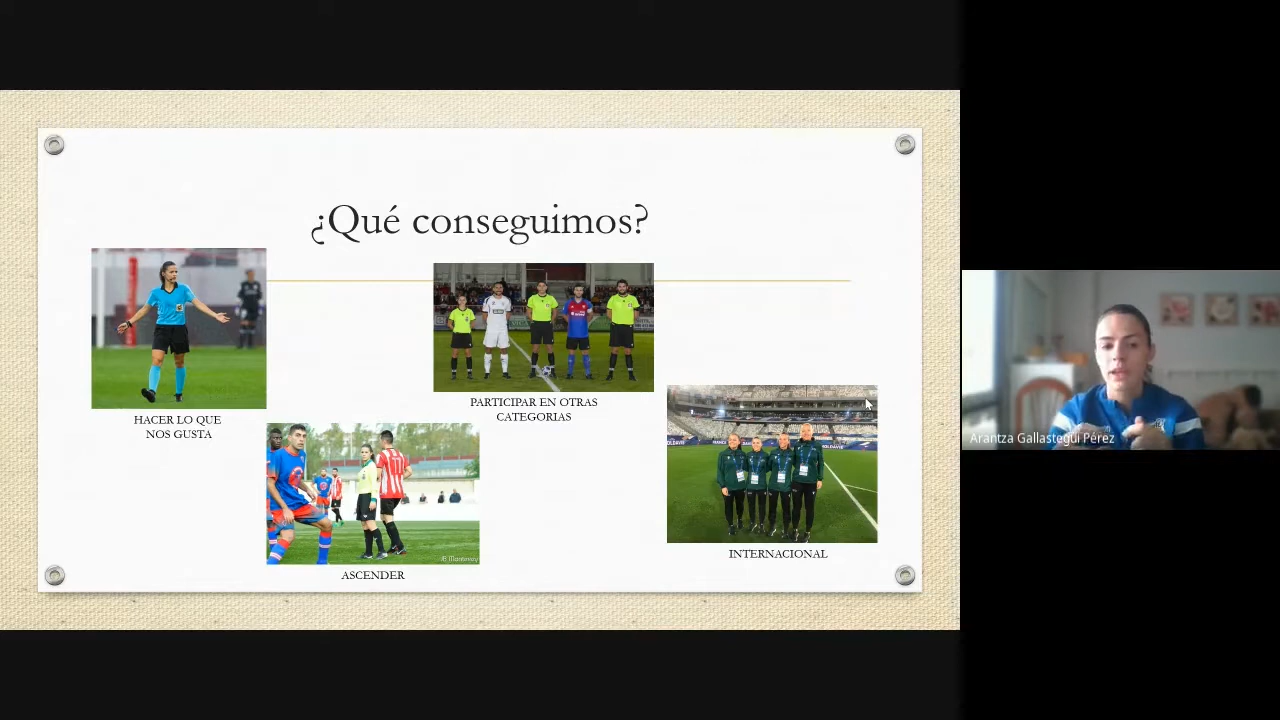 ¿Qué conseguimos?
HACER LO QUE
NOS GUSTA
PARTICIPAR EN OTRAS
CATEGORIAS
ASCENDER
INTERNACIONAL
Arantza Gallastegui Pérez